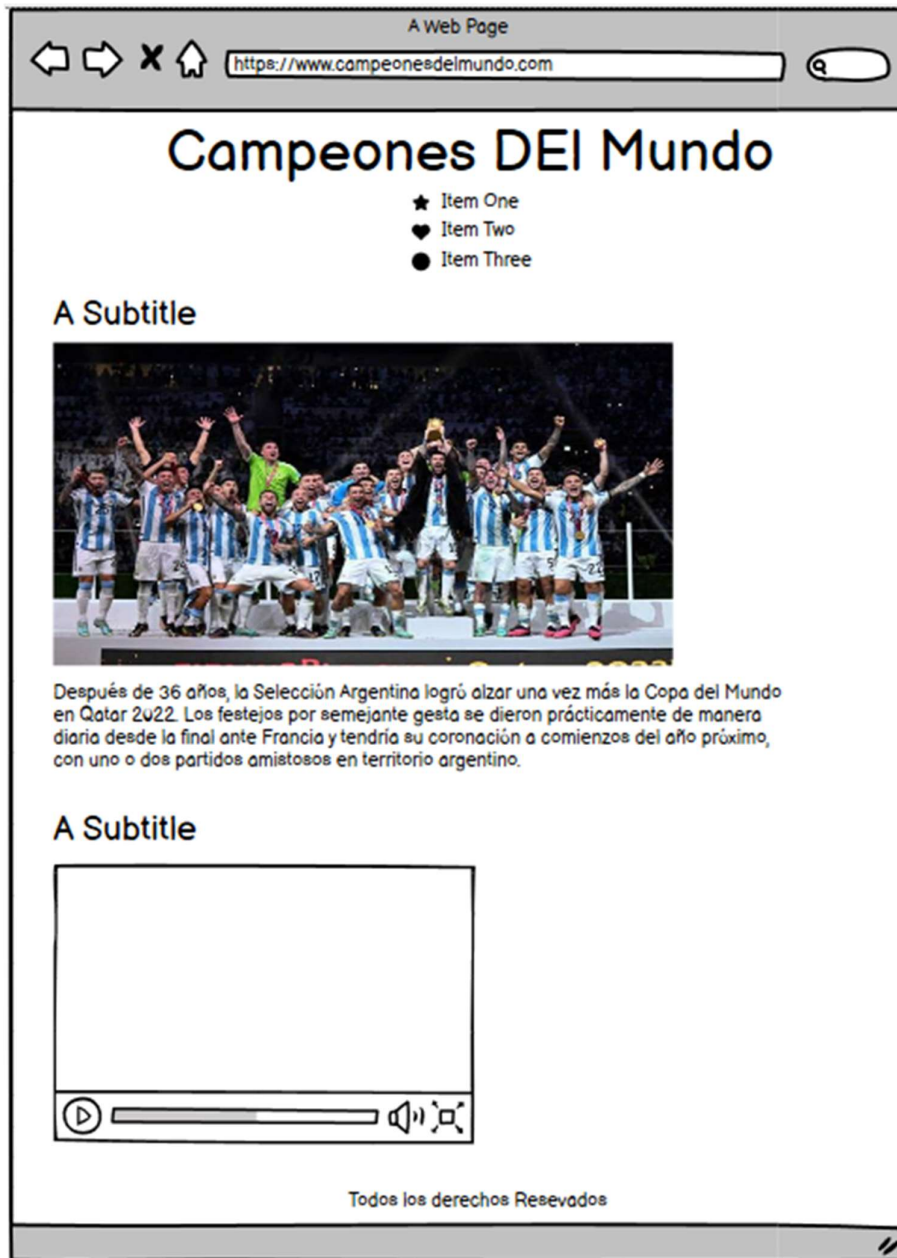 A Web Page
https://www.campeonesdelmundo.com
Campeones DEl Mundo
Item One
Item Two
Item Three
A Subtitle
Después de 36 años, la Selección Argentina logró alzar una vez más la Copa del Mundo
en Qatar 2022. Los festejos por semejante gesta se dieron prácticamente de manera
diaria desde la final ante Francia y tendría su coronación a comienzos del año próximo,
con uno o dos partidos amistosos en territorio argentino.
A Subtitle
Todos los derechos Resevados